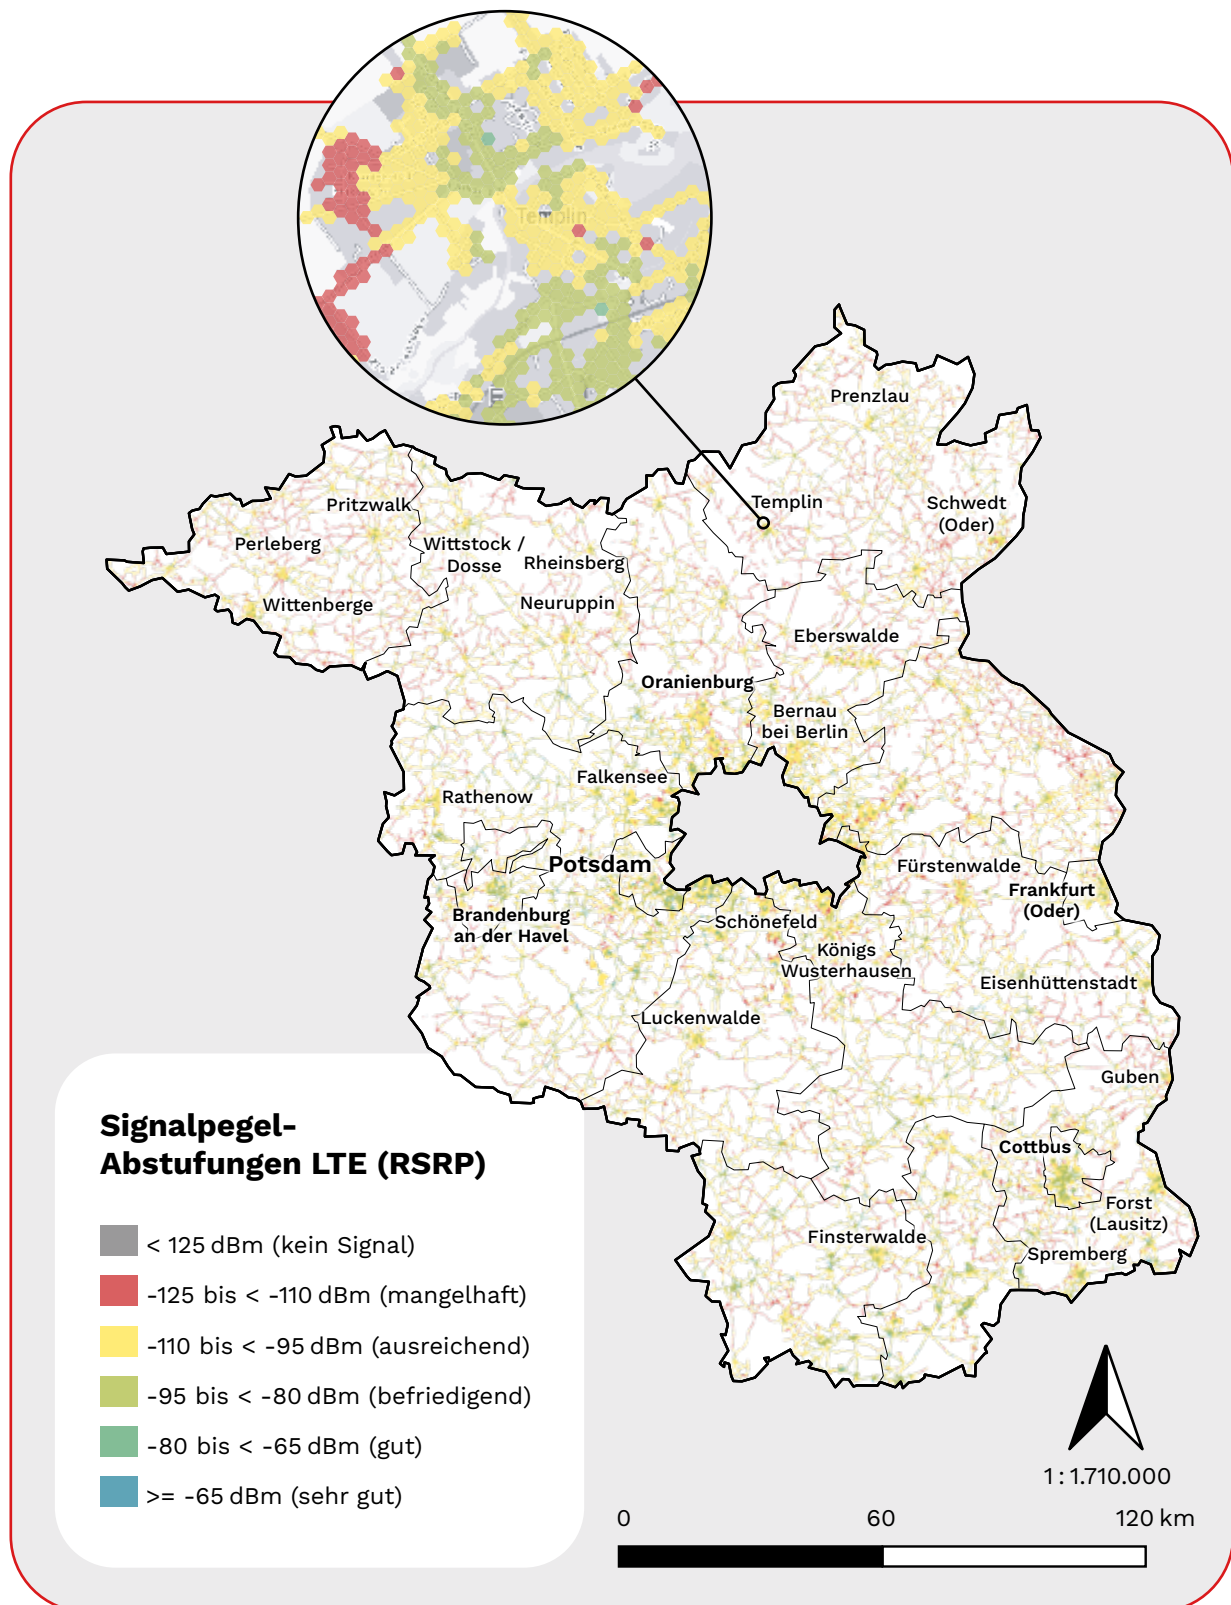 Templin
Prenzlau
Templin
Schwedt
(Oder)
Pritzwalk
Perleberg
Wittstock /
Dosse
Rheinsberg
Wittenberge
Neuruppin
Eberswalde
Oranienburg
Bernau
bei Berlin
Falkensee
Rathenow
Potsdam
Fürstenwalde
Frankfurt
(Oder)
Brandenburg
an der Havel
Schönefeld
Königs
Wusterhausen
Eisenhüttenstadt
Luckenwalde
Guben
Cottbus
Forst
(Lausitz)
Finsterwalde
Spremberg
Signalpegel-
Abstufungen LTE (RSRP)
< 125 dBm (kein Signal)
-125 bis < -110 dBm (mangelhaft)
-110 bis < -95 dBm (ausreichend)
-95 bis < -80 dBm (befriedigend)
-80 bis < -65 dBm (gut)
>= -65 dBm (sehr gut)
1 : 1.710.000
0 60 120 km